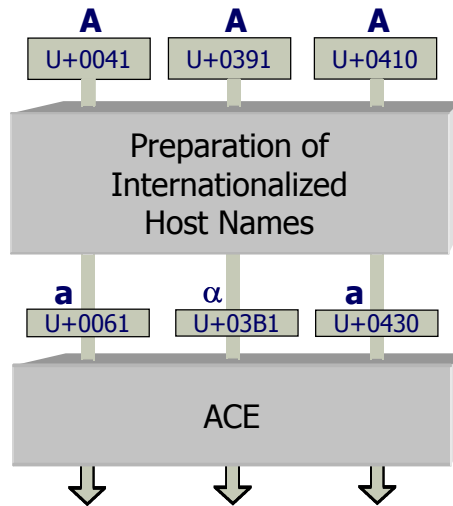 A A A
U+0041 U+0391 U+0410
Preparation of
Internationalized
Host Names
a α a
U+0061 U+03B1 U+0430
ACE